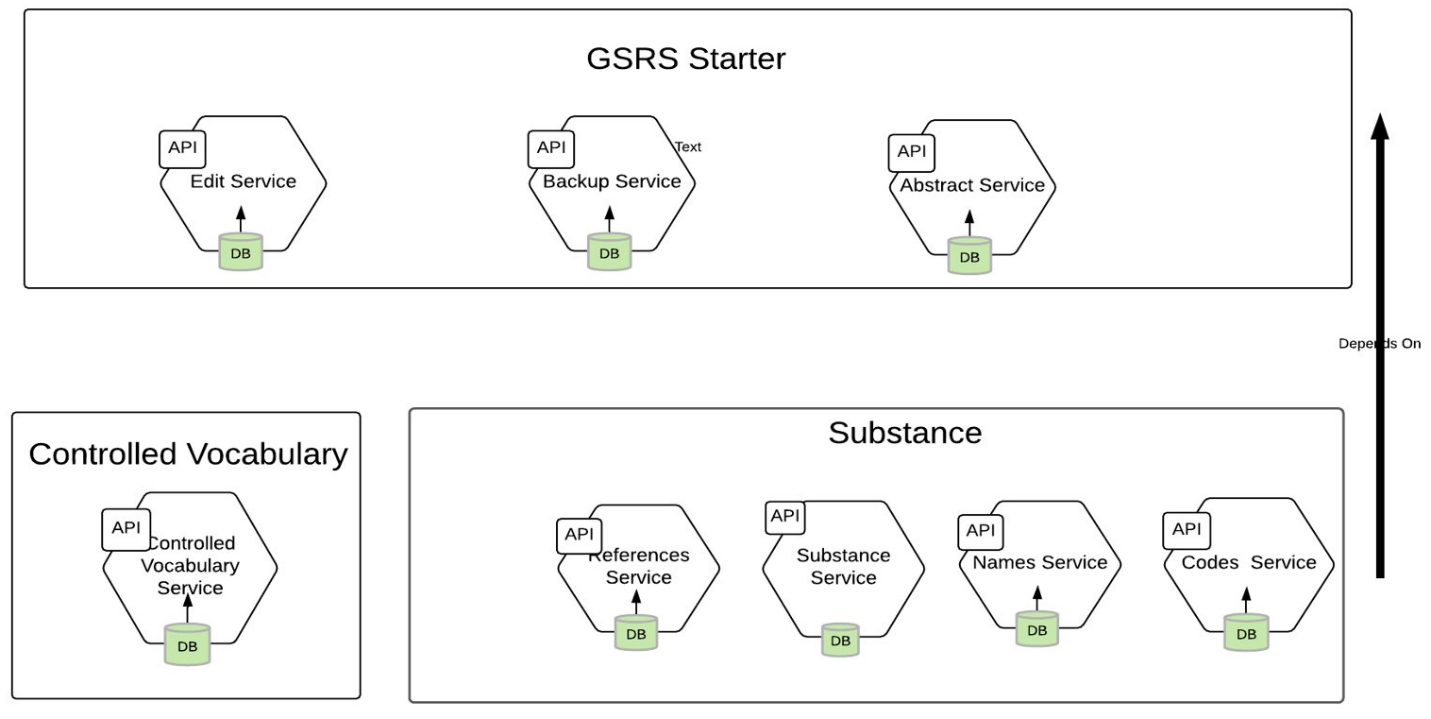 GSRS Starter
API
Edit Service
DB
API
Text
Backup Service
DB
API
Abstract Service
DB
Depends On
Controlled Vocabulary
API
Controlled
Vocabulary
Service
DB
Substance
API
References
Service
DB
API
Substance
Service
DB
API
Names Service
DB
API
Codes  Service
DB